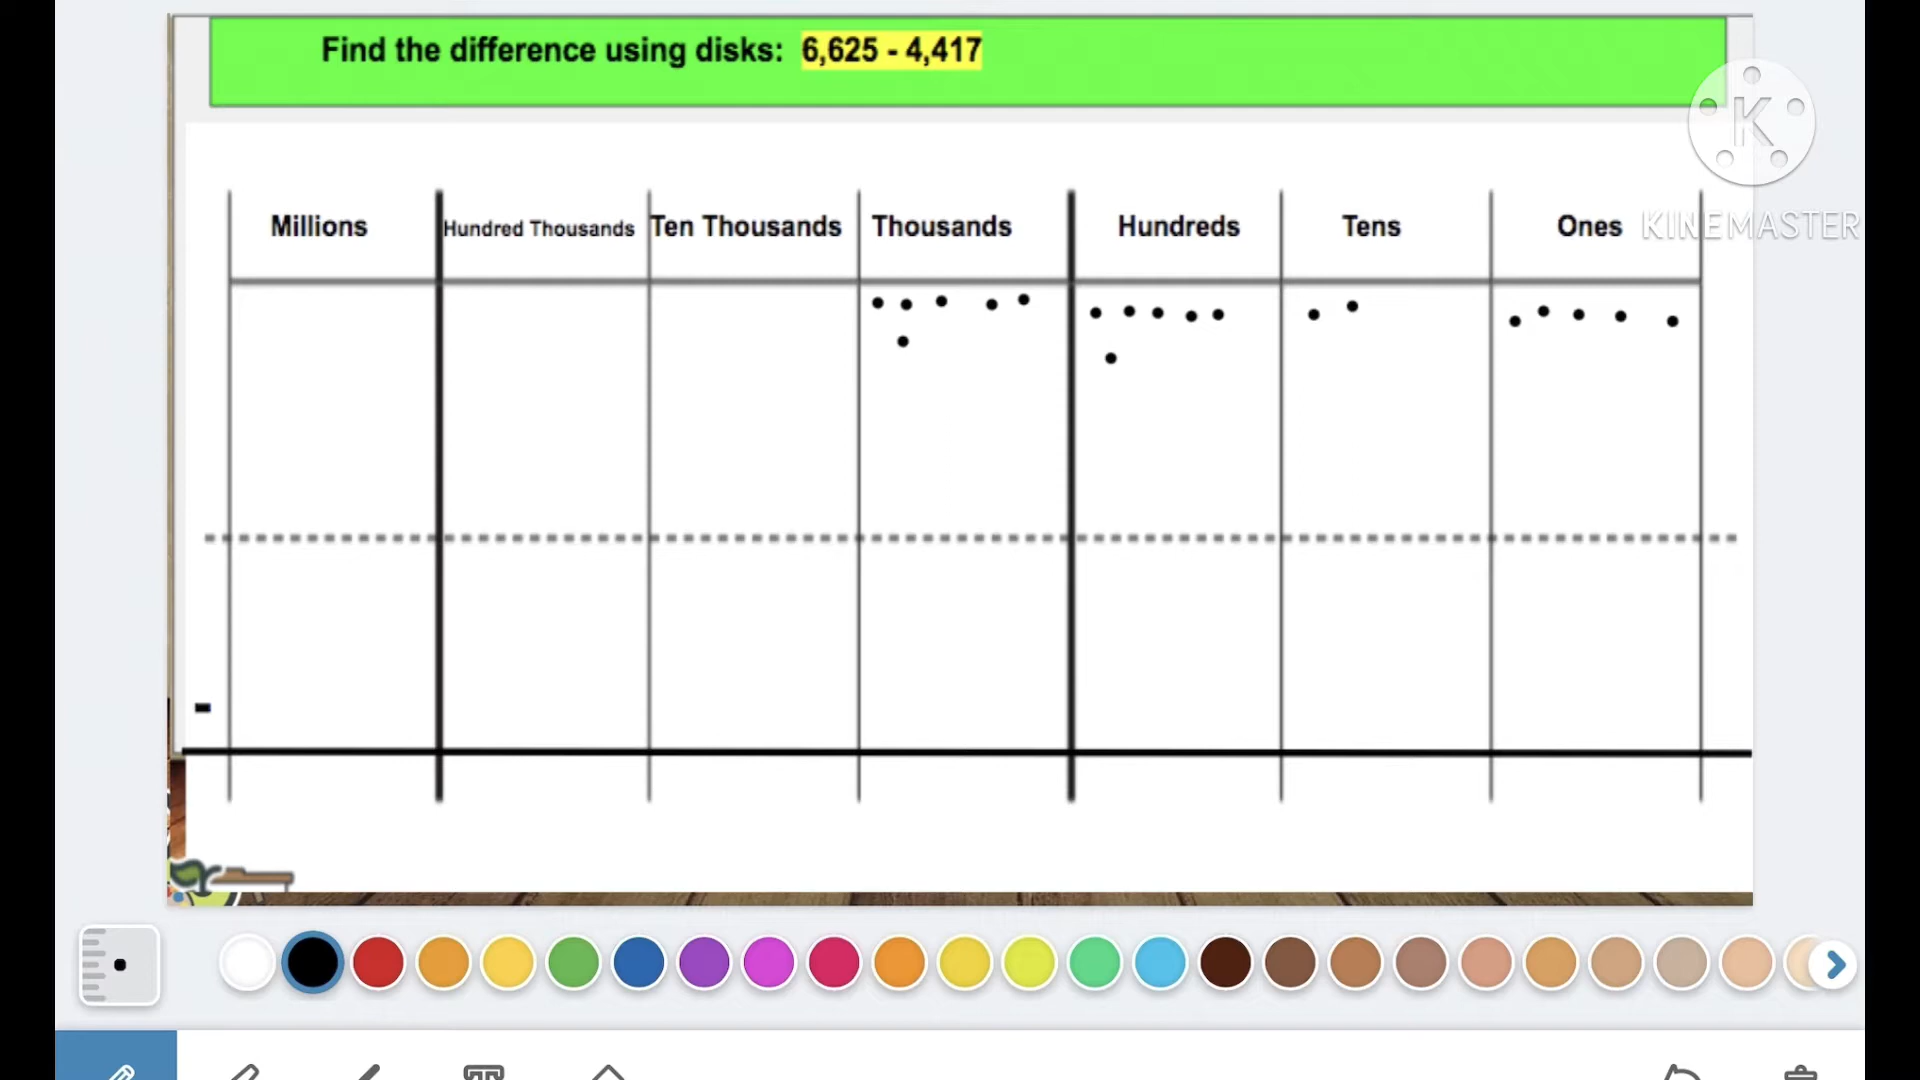 Find the difference using disks: 6,625 - 4,417
Millions Hundred Thousands Ten Thousands Thousands Hundreds Tens Ones
KINEMASTER
-